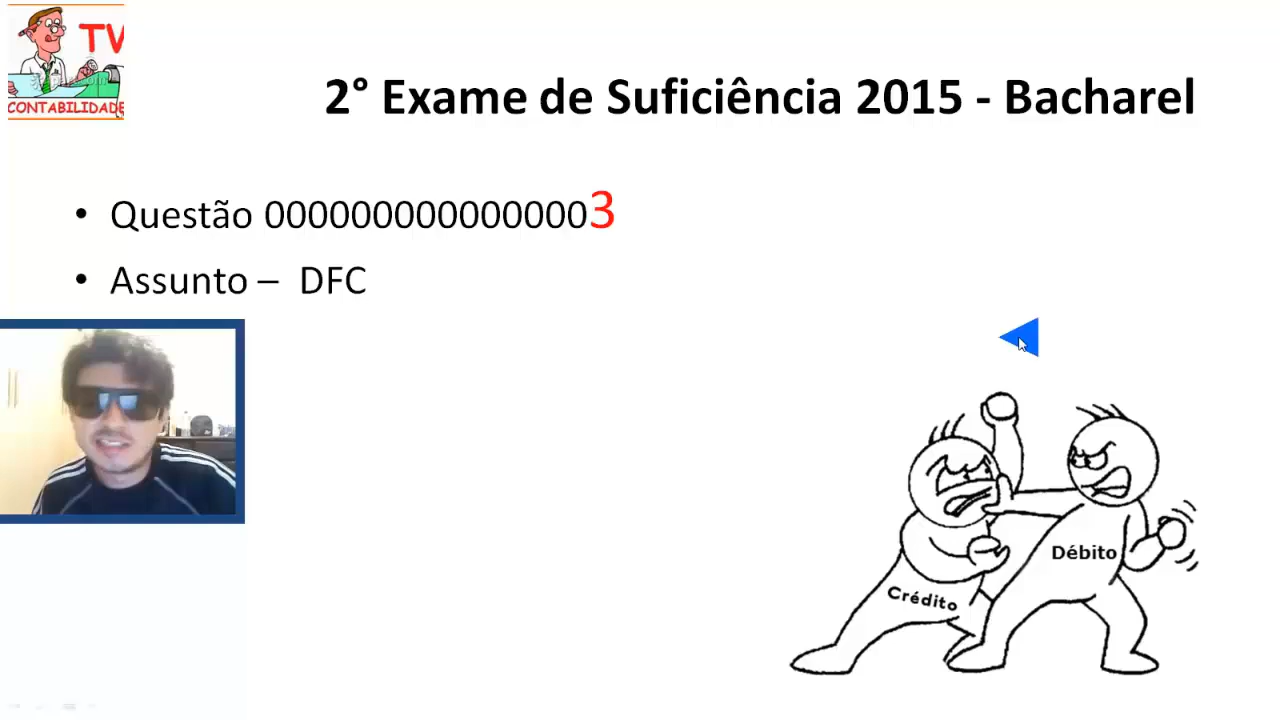 TV
CONTABILIDADE
2° Exame de Suficiência 2015 - Bacharel
• Questão 0000000000000003
• Assunto – DFC
Débito
Crédito